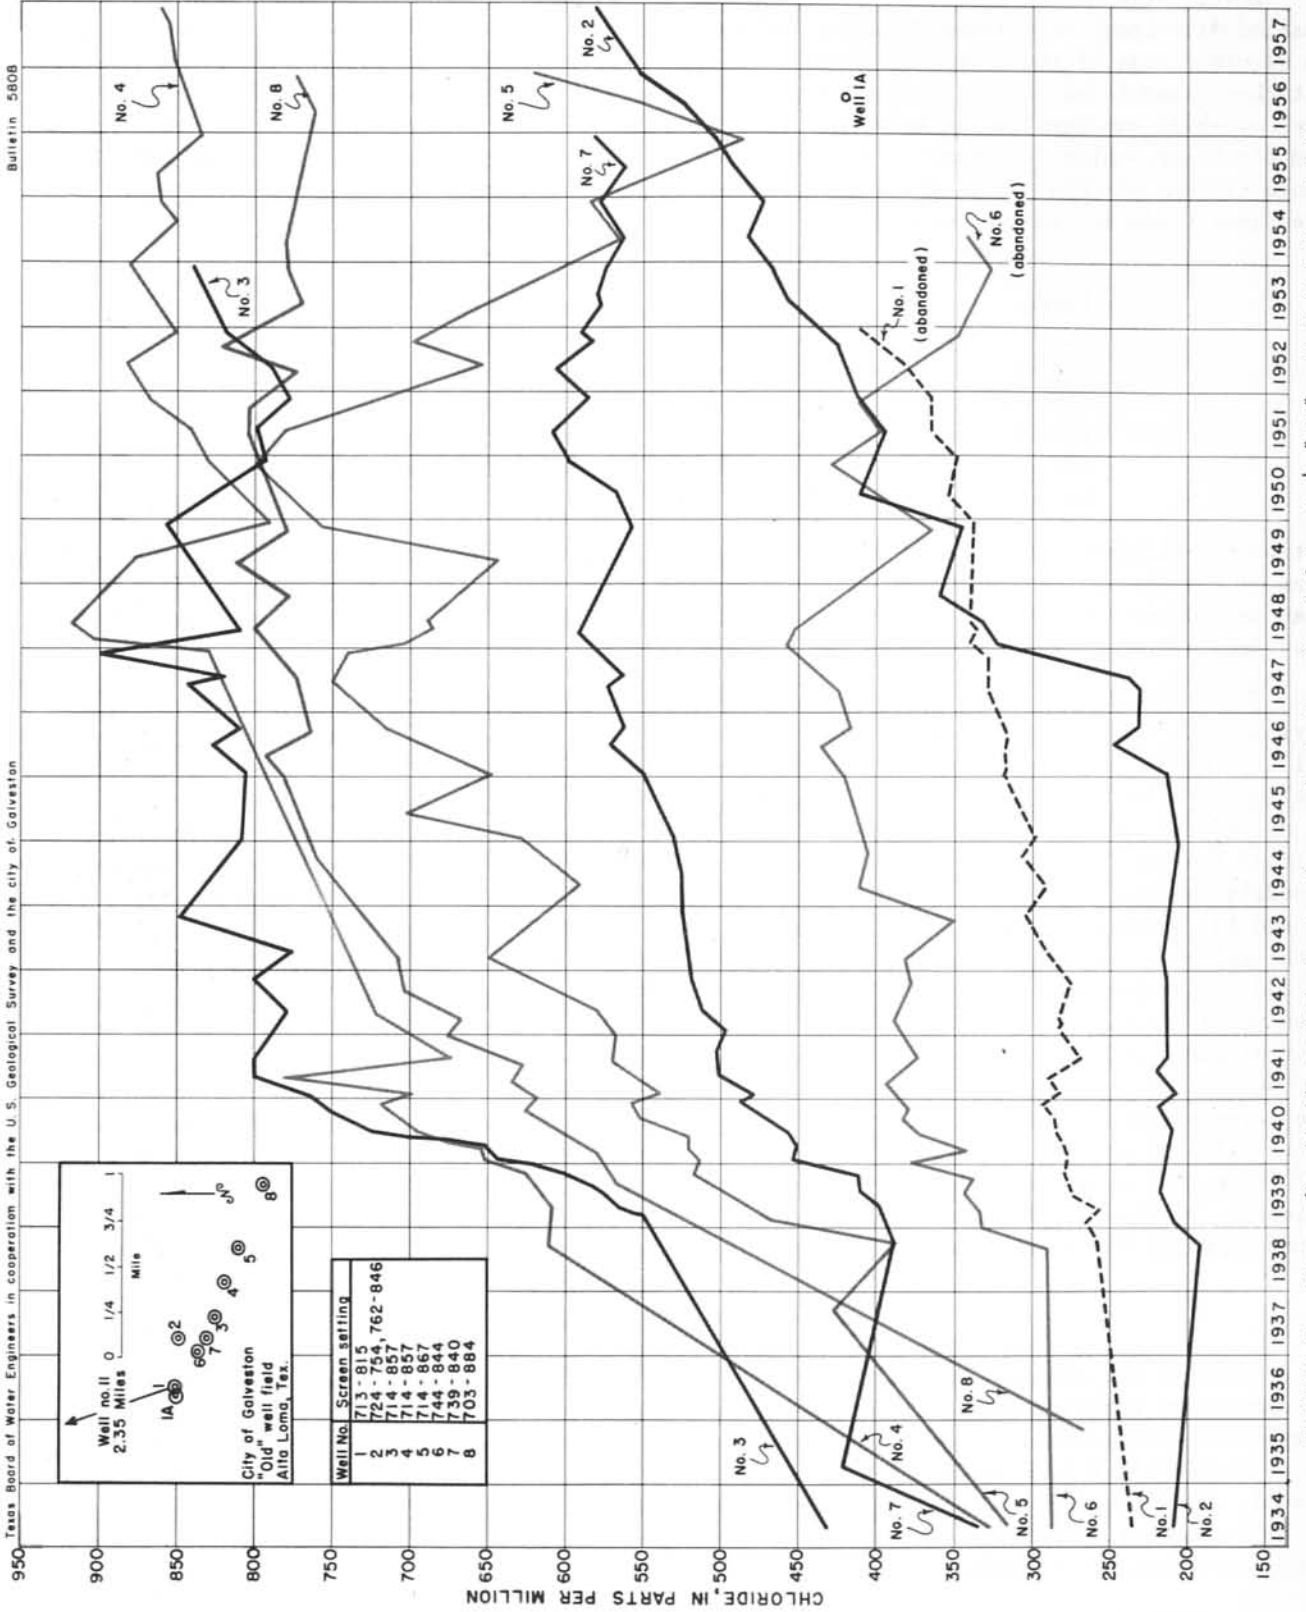 Texas Board of Water Engineers in cooperation with the U.S. Geological Survey and the city of Galveston
Bulletin 5808
CHLORIDE, IN PARTS PER MILLION
950
900
850
800
750
700
650
600
550
500
450
400
350
300
250
200
150
1934 1935 1936 1937 1938 1939 1940 1941 1942 1943 1944 1945 1946 1947 1948 1949 1950 1951 1952 1953 1954 1955 1956 1957
Well no. 11
2.35 Miles
0 1/4 1/2 3/4 1
Mile
N
1A
1
2
6
7
3
4
5
8
City of Galveston
"Old" well field
Alta Loma, Tex.
Well No. Screen setting
1 713-815
2 724-754, 762-846
3 714-857
4 714-857
5 714-867
6 744-844
7 739-840
8 703-884
No. 3
No. 4
No. 8
No. 7
No. 5
No. 6
No. 1
No. 2
No. 4
No. 8
No. 3
No. 5
No. 7
No. 2
Well 1A
No. 1
(abandoned)
No. 6
(abandoned)